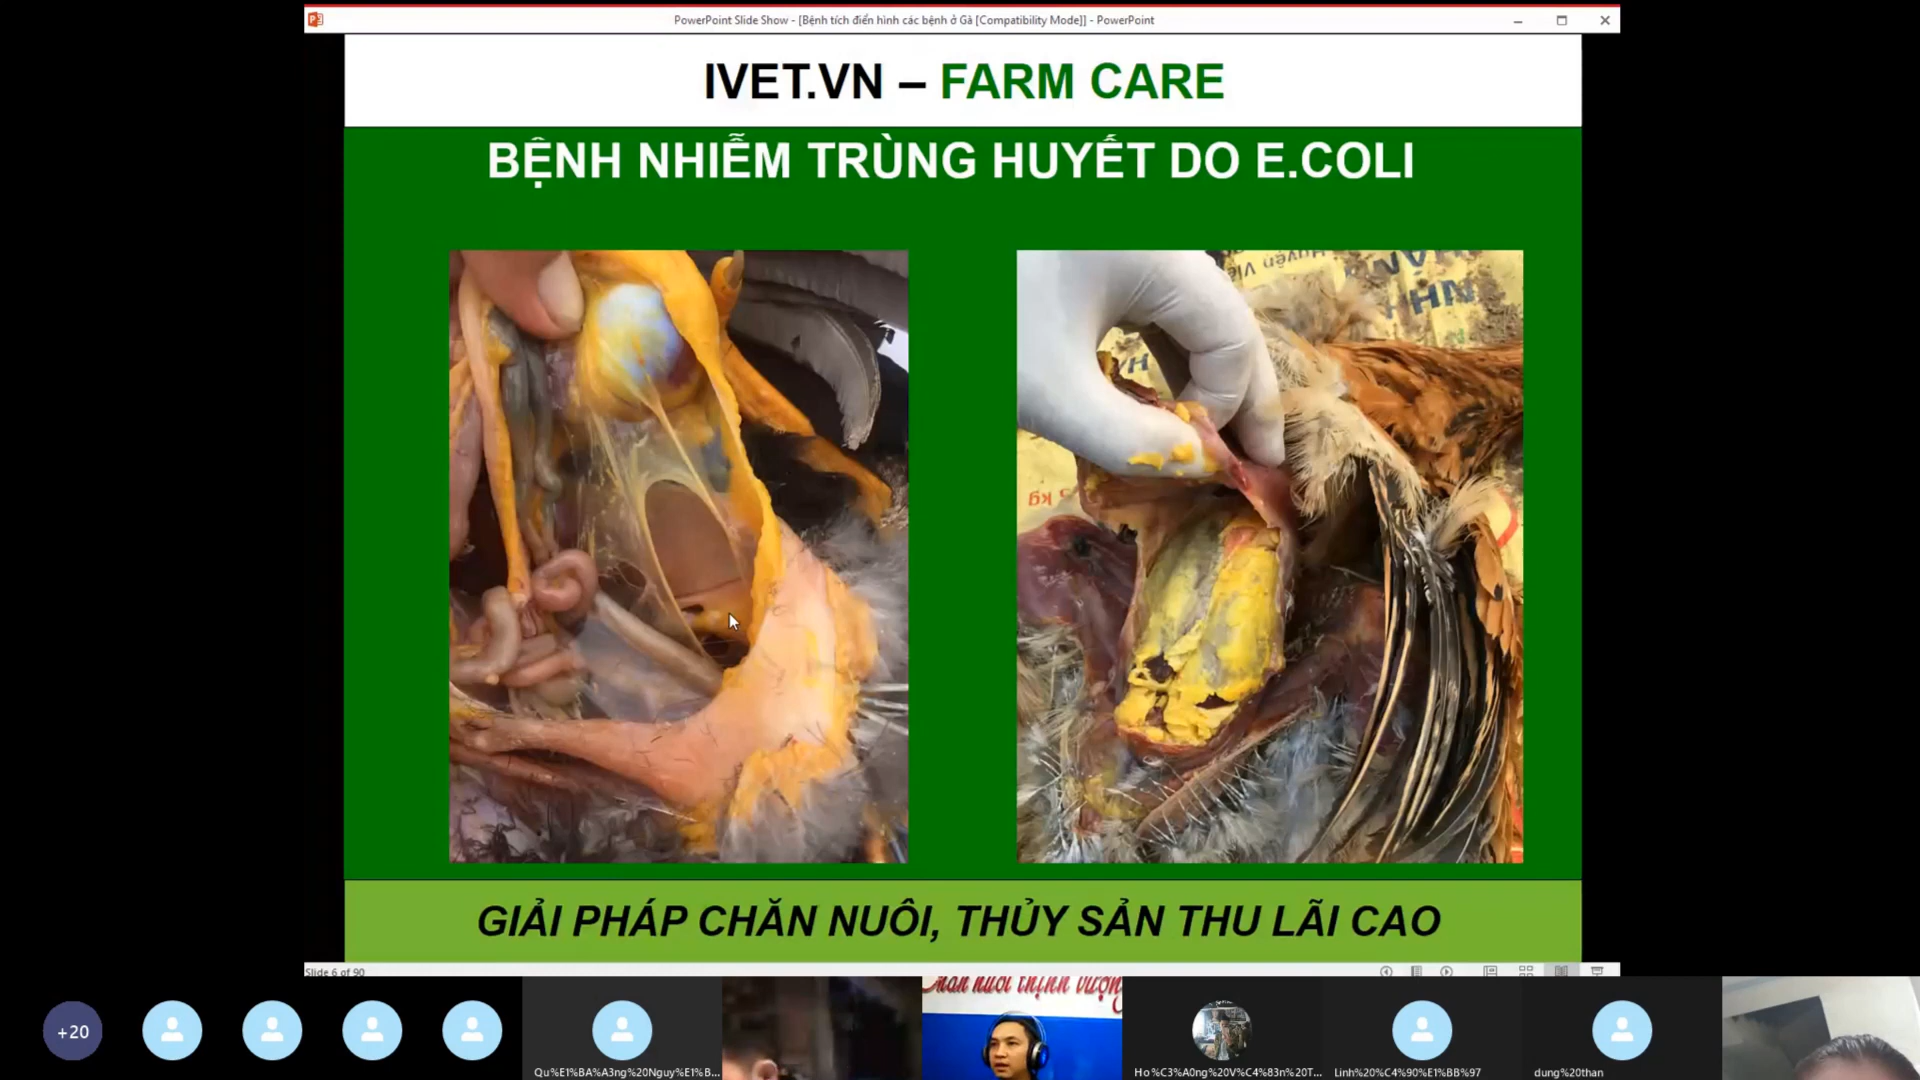 PowerPoint Slide Show - [Bệnh tích điển hình các bệnh ở Gà [Compatibility Mode]] - PowerPoint
IVET.VN – FARM CARE
BỆNH NHIỄM TRÙNG HUYẾT DO E.COLI
GIẢI PHÁP CHĂN NUÔI, THỦY SẢN THU LÃI CAO
Slide 6 of 90
+20
Qu%E1%BA%A3ng%20Nguy%E1%B...
Ho%C3%A0ng%20V%C4%83n%20T...
Linh%20%C4%90%E1%BB%97
dung%20than